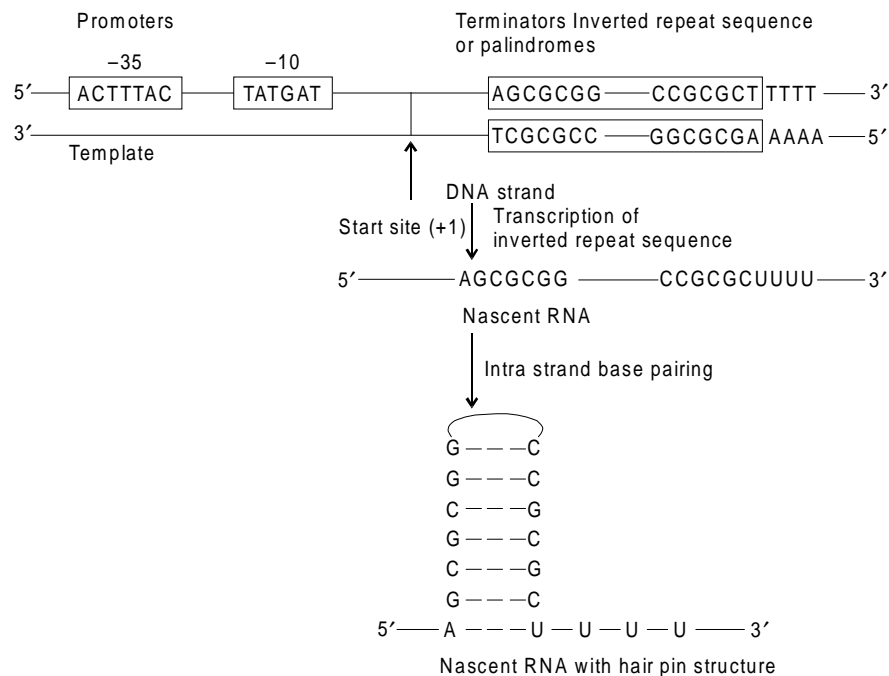 Promoters
Terminators Inverted repeat sequence
or palindromes
–35
–10
5′ ACTTTAC TATGAT AGCGCGG CCGCGCT TTTT 3′
3′ TCGCGCC GGCGCGA AAAA 5′
Template
DNA strand
Start site (+1)
Transcription of
inverted repeat sequence
5′ AGCGCGG CCGCGCUUUU 3′
Nascent RNA
Intra strand base pairing
G – – – C
G – – – C
C – – – G
G – – – C
C – – – G
G – – – C
5′ — A – – – U – U – U – U — 3′
Nascent RNA with hair pin structure